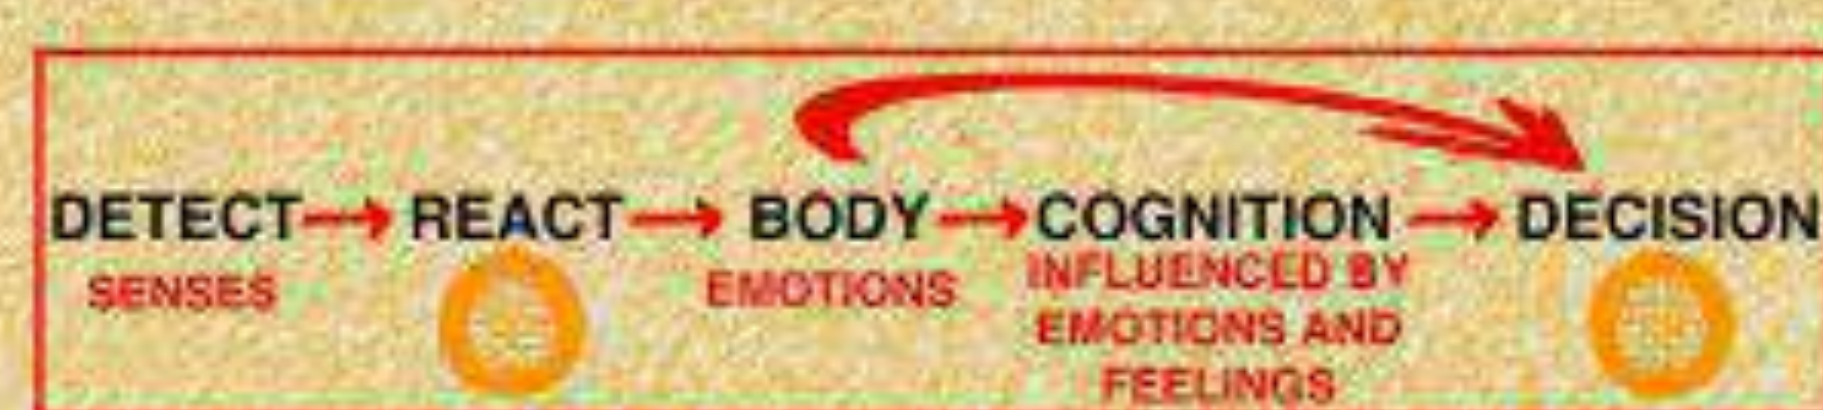 DETECT → REACT → BODY → COGNITION → DECISION
SENSES
EMOTIONS
INFLUENCED BY
EMOTIONS AND
FEELINGS